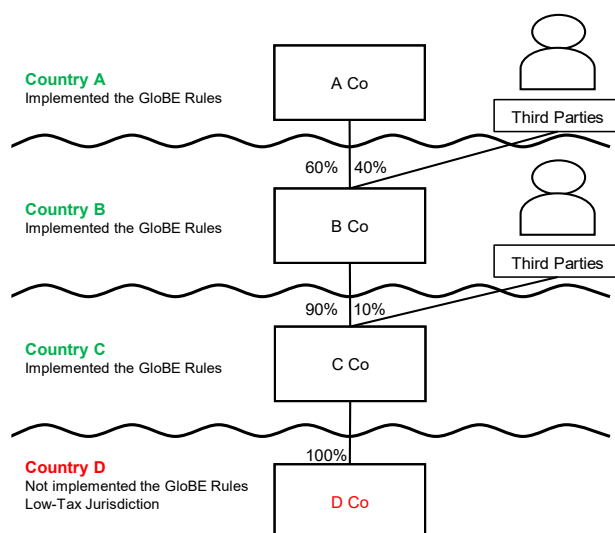 A Co
Country A
Implemented the GloBE Rules
Third Parties
60%
40%
Country B
Implemented the GloBE Rules
B Co
Third Parties
90%
10%
Country C
Implemented the GloBE Rules
C Co
100%
Country D
Not implemented the GloBE Rules
Low-Tax Jurisdiction
D Co